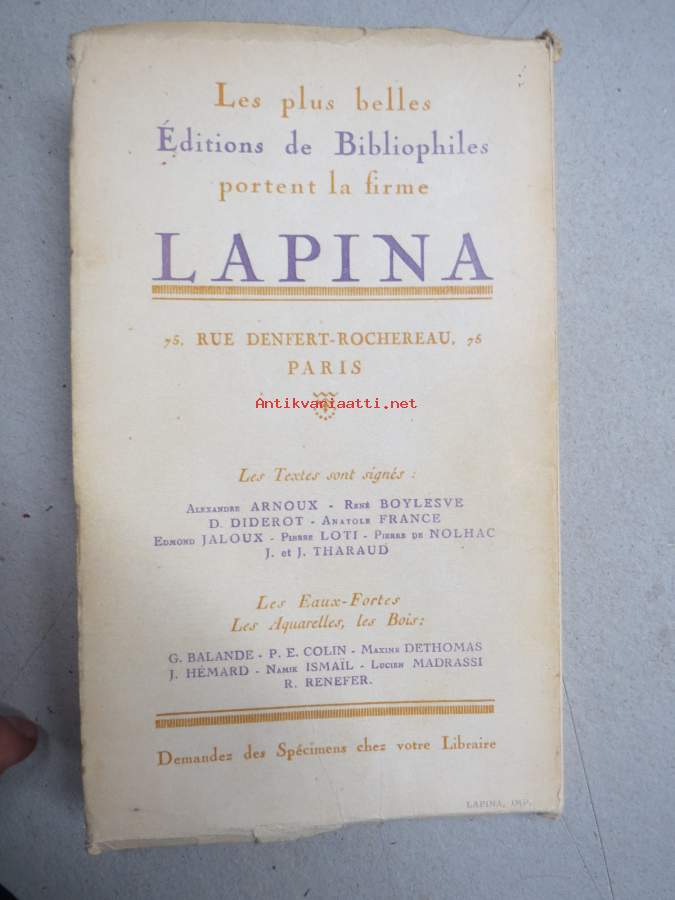 Les plus belles
Éditions de Bibliophiles
portent la firme
LAPINA
75, RUE DENFERT-ROCHEREAU, 75
PARIS
Antikvariaatti.net
Les Textes sont signés :
ALEXANDRE ARNOUX - RENÉ BOYLESVE
D. DIDEROT - ANATOLE FRANCE
EDMOND JALOUX - PIERRE LOTI - PIERRE DE NOLHAC
J. et J. THARAUD
Les Eaux-Fortes
Les Aquarelles, les Bois :
G. BALANDE - P. E. COLIN - MAXIME DETHOMAS
J. HÉMARD - NAMIK ISMAÏL - LUCIEN MADRASSI
R. RENEFER.
Demandez des Spécimens chez votre Libraire
LAPINA, IMP.